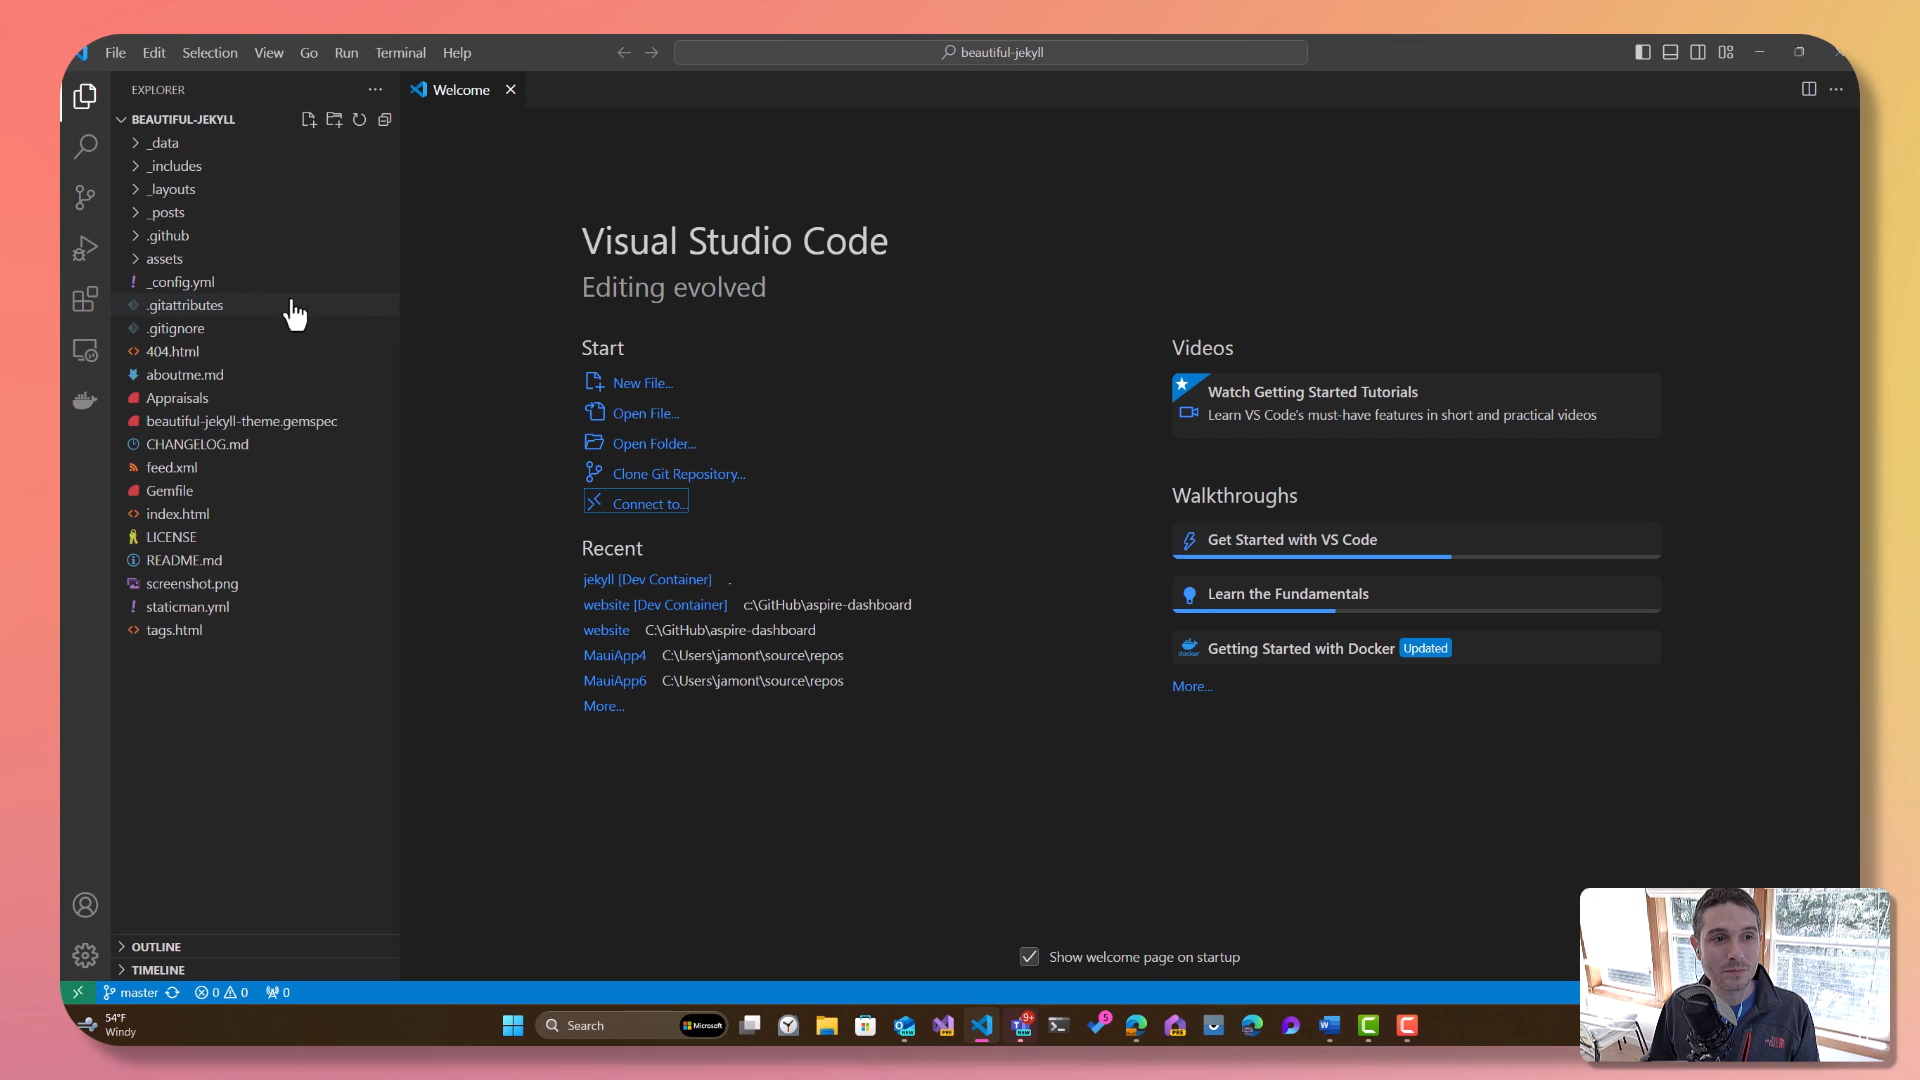 File Edit Selection View Go Run Terminal Help
beautiful-jekyll
EXPLORER
BEAUTIFUL-JEKYLL
_data
_includes
_layouts
_posts
.github
assets
_config.yml
.gitattributes
.gitignore
404.html
aboutme.md
Appraisals
beautiful-jekyll-theme.gemspec
CHANGELOG.md
feed.xml
Gemfile
index.html
LICENSE
README.md
screenshot.png
staticman.yml
tags.html
OUTLINE
TIMELINE
Welcome
Visual Studio Code
Editing evolved
Start
New File...
Open File...
Open Folder...
Clone Git Repository...
Connect to...
Recent
jekyll [Dev Container] .
website [Dev Container] c:\GitHub\aspire-dashboard
website C:\GitHub\aspire-dashboard
MauiApp4 C:\Users\jamont\source\repos
MauiApp6 C:\Users\jamont\source\repos
More...
Videos
Watch Getting Started Tutorials
Learn VS Code's must-have features in short and practical videos
Walkthroughs
Get Started with VS Code
Learn the Fundamentals
Getting Started with Docker Updated
More...
Show welcome page on startup
master 0 0 0
54°F
Windy
Search
Microsoft
NEW
PRE
9+
NEW
5
PRE